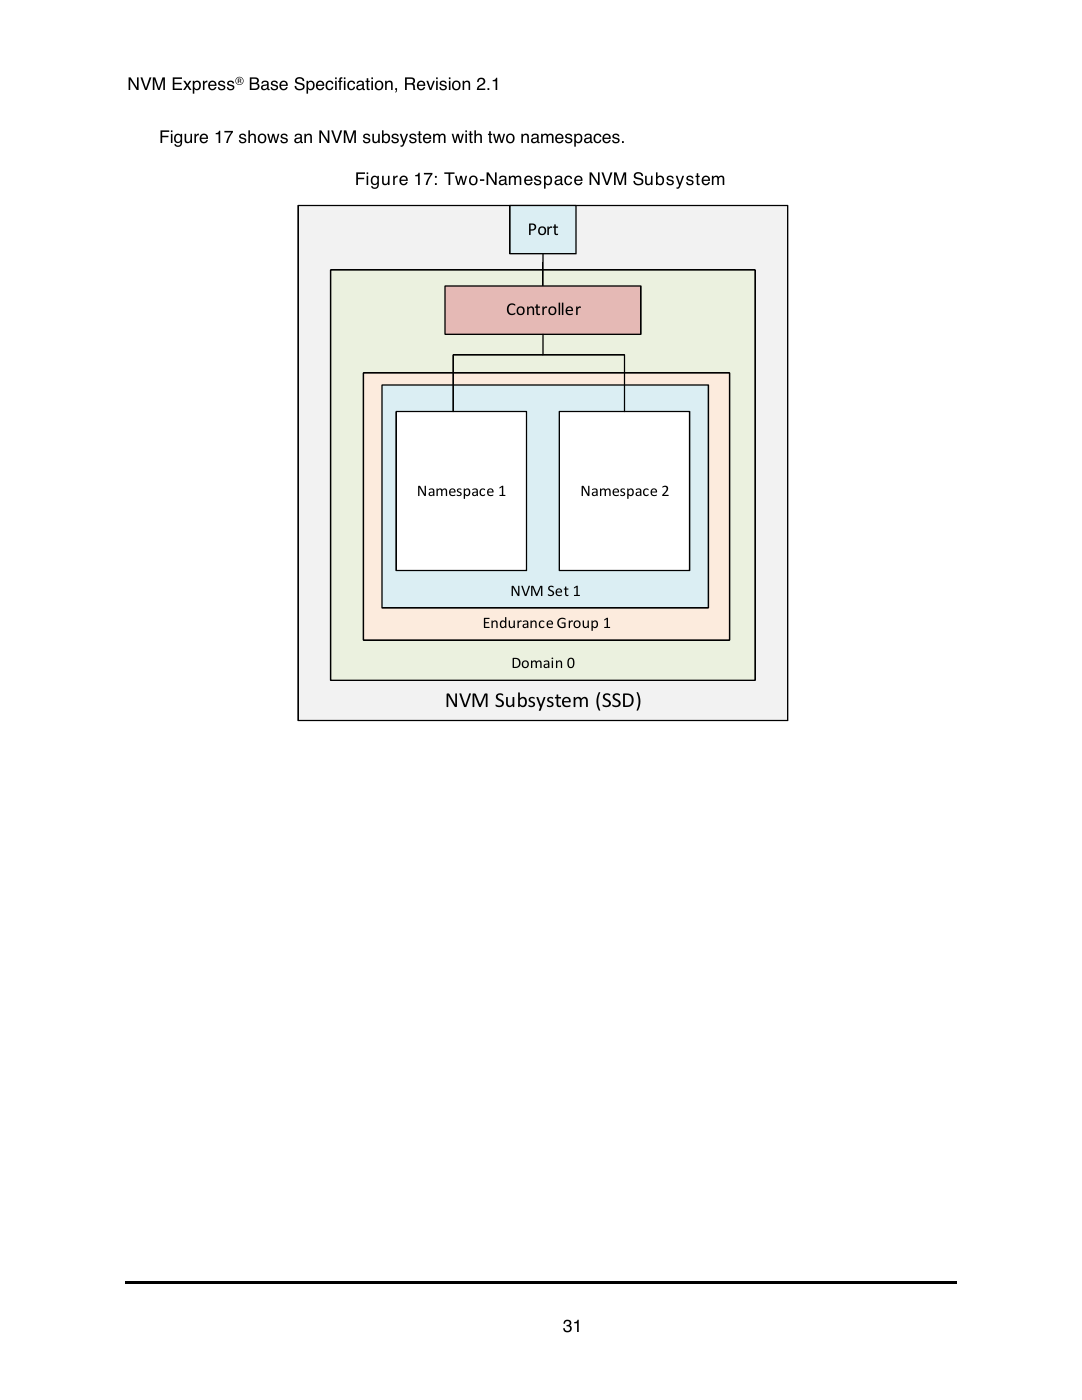 NVM Express® Base Specification, Revision 2.1
Figure 17 shows an NVM subsystem with two namespaces.
Figure 17: Two-Namespace NVM Subsystem
Port
Controller
Namespace 1
Namespace 2
NVM Set 1
Endurance Group 1
Domain 0
NVM Subsystem (SSD)
31